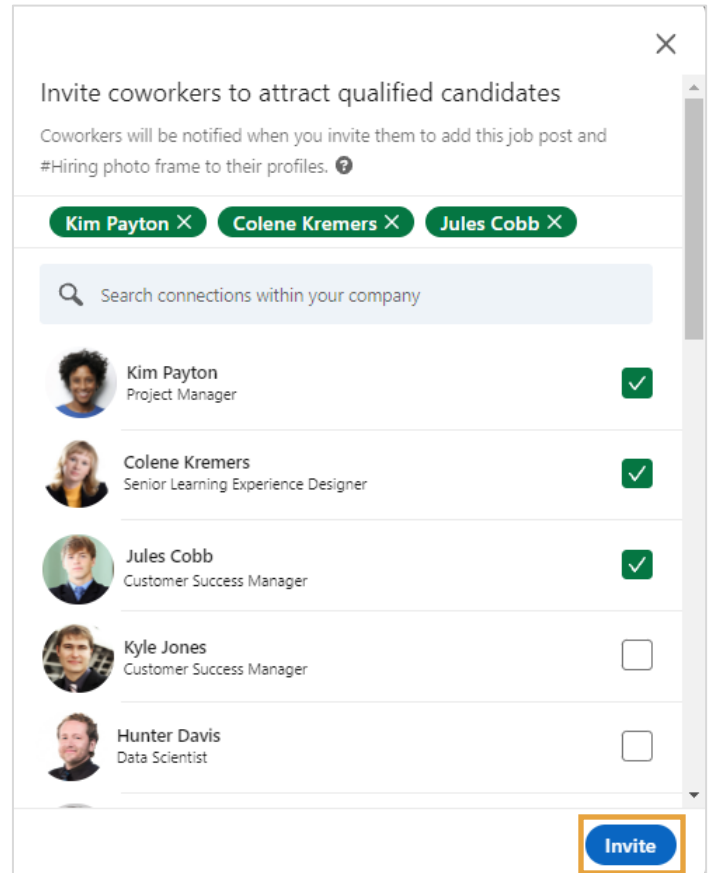 Invite coworkers to attract qualified candidates
Coworkers will be notified when you invite them to add this job post and
#Hiring photo frame to their profiles.
Kim Payton Colene Kremers Jules Cobb
Search connections within your company
Kim Payton
Project Manager
Colene Kremers
Senior Learning Experience Designer
Jules Cobb
Customer Success Manager
Kyle Jones
Customer Success Manager
Hunter Davis
Data Scientist
Invite